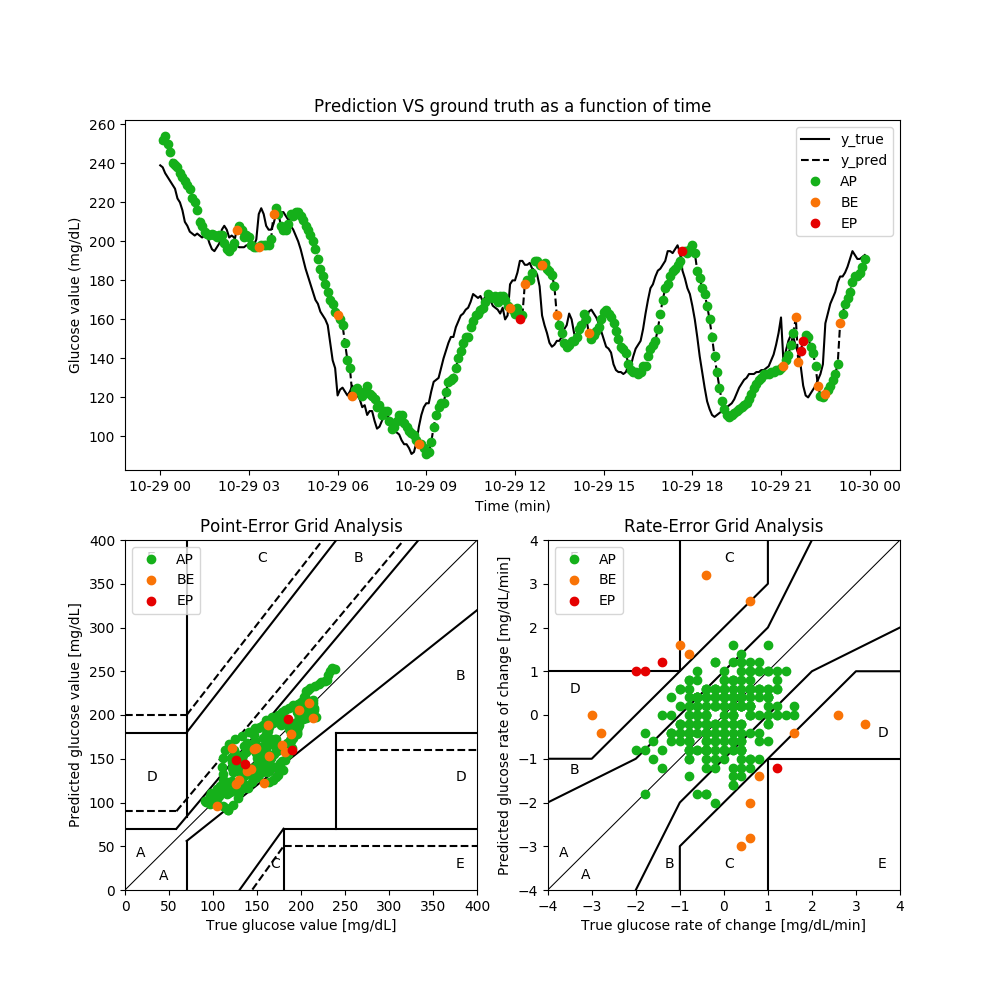 Prediction VS ground truth as a function of time
Glucose value (mg/dL)
260
240
220
200
180
160
140
120
100
y_true
y_pred
AP
BE
EP
10-29 00 10-29 03 10-29 06 10-29 09 10-29 12 10-29 15 10-29 18 10-29 21 10-30 00
Time (min)
Point-Error Grid Analysis
Predicted glucose value [mg/dL]
400
350
300
250
200
150
100
50
0
AP
BE
EP
C B
B
D D
A
A C E
0 50 100 150 200 250 300 350 400
True glucose value [mg/dL]
Rate-Error Grid Analysis
Predicted glucose rate of change [mg/dL/min]
4
3
2
1
0
−1
−2
−3
−4
AP
BE
EP
C
D
D
B
A
A B C E
−4 −3 −2 −1 0 1 2 3 4
True glucose rate of change [mg/dL/min]